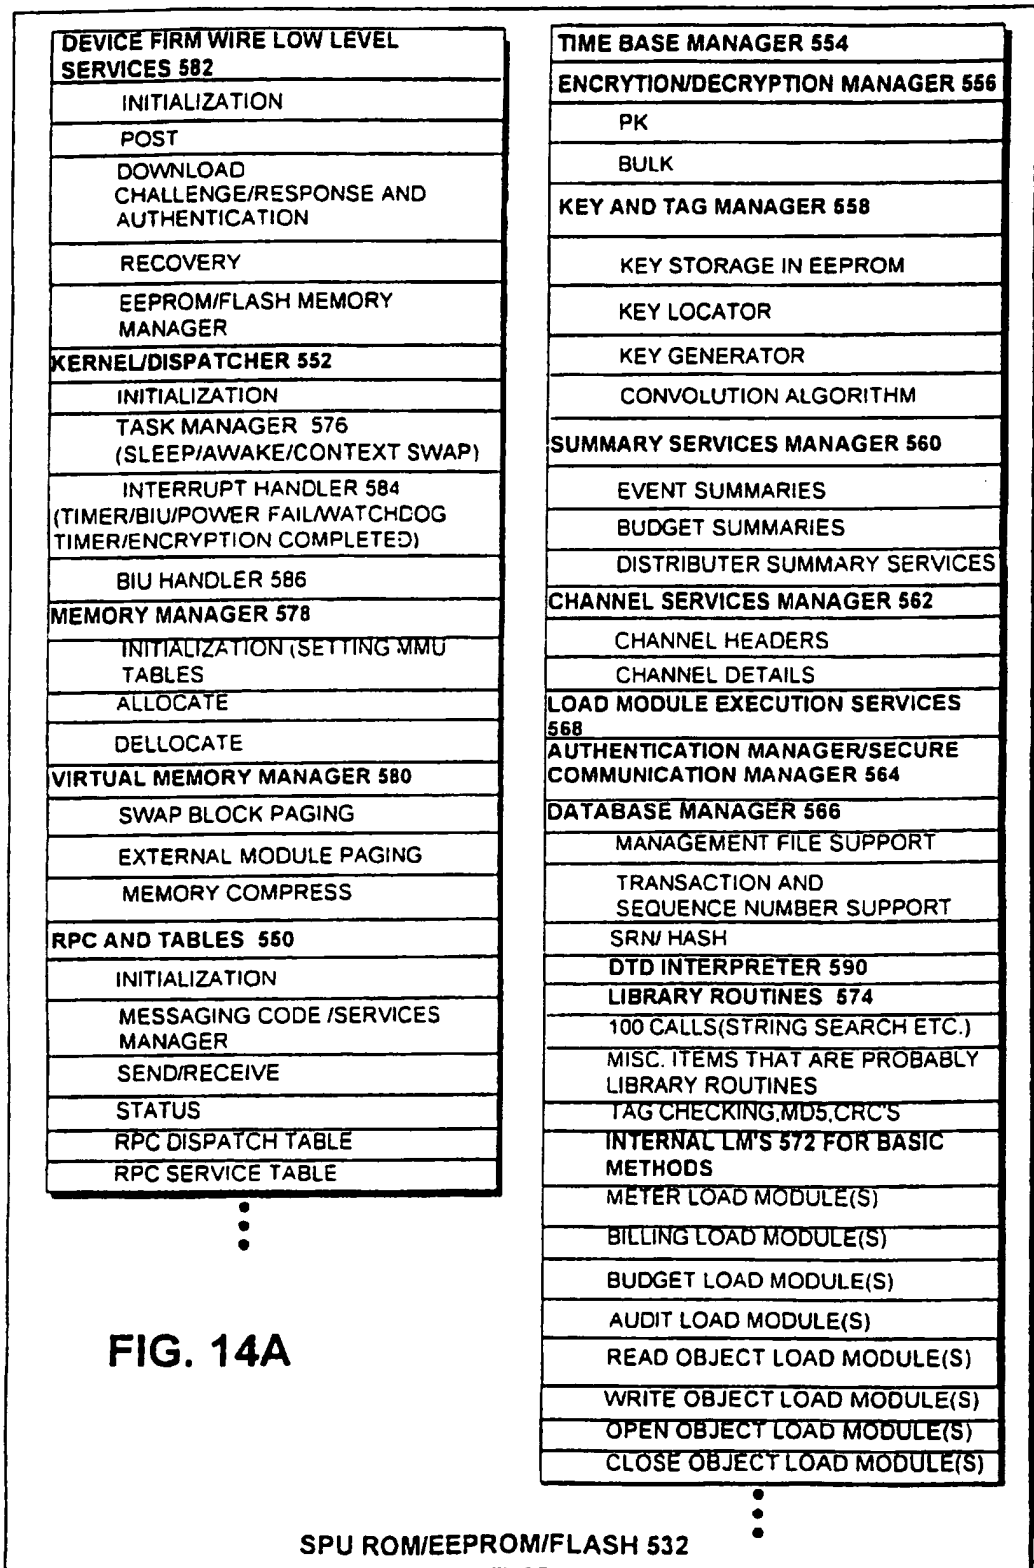 DEVICE FIRM WIRE LOW LEVEL
SERVICES 582
INITIALIZATION
POST
DOWNLOAD
CHALLENGE/RESPONSE AND
AUTHENTICATION
RECOVERY
EEPROM/FLASH MEMORY
MANAGER
KERNEL/DISPATCHER 552
INITIALIZATION
TASK MANAGER 576
(SLEEP/AWAKE/CONTEXT SWAP)
INTERRUPT HANDLER 584
(TIMER/BIU/POWER FAIL/WATCHDOG
TIMER/ENCRYPTION COMPLETED)
BIU HANDLER 586
MEMORY MANAGER 578
INITIALIZATION (SETTING MMU
TABLES
ALLOCATE
DELLOCATE
VIRTUAL MEMORY MANAGER 580
SWAP BLOCK PAGING
EXTERNAL MODULE PAGING
MEMORY COMPRESS
RPC AND TABLES 550
INITIALIZATION
MESSAGING CODE /SERVICES
MANAGER
SEND/RECEIVE
STATUS
RPC DISPATCH TABLE
RPC SERVICE TABLE
TIME BASE MANAGER 554
ENCRYTION/DECRYPTION MANAGER 556
PK
BULK
KEY AND TAG MANAGER 558
KEY STORAGE IN EEPROM
KEY LOCATOR
KEY GENERATOR
CONVOLUTION ALGORITHM
SUMMARY SERVICES MANAGER 560
EVENT SUMMARIES
BUDGET SUMMARIES
DISTRIBUTER SUMMARY SERVICES
CHANNEL SERVICES MANAGER 562
CHANNEL HEADERS
CHANNEL DETAILS
LOAD MODULE EXECUTION SERVICES
568
AUTHENTICATION MANAGER/SECURE
COMMUNICATION MANAGER 564
DATABASE MANAGER 566
MANAGEMENT FILE SUPPORT
TRANSACTION AND
SEQUENCE NUMBER SUPPORT
SRN/ HASH
DTD INTERPRETER 590
LIBRARY ROUTINES 574
100 CALLS(STRING SEARCH ETC.)
MISC. ITEMS THAT ARE PROBABLY
LIBRARY ROUTINES
TAG CHECKING,MD5,CRC'S
INTERNAL LM'S 572 FOR BASIC
METHODS
METER LOAD MODULE(S)
BILLING LOAD MODULE(S)
BUDGET LOAD MODULE(S)
AUDIT LOAD MODULE(S)
READ OBJECT LOAD MODULE(S)
WRITE OBJECT LOAD MODULE(S)
OPEN OBJECT LOAD MODULE(S)
CLOSE OBJECT LOAD MODULE(S)
FIG. 14A
SPU ROM/EEPROM/FLASH 532